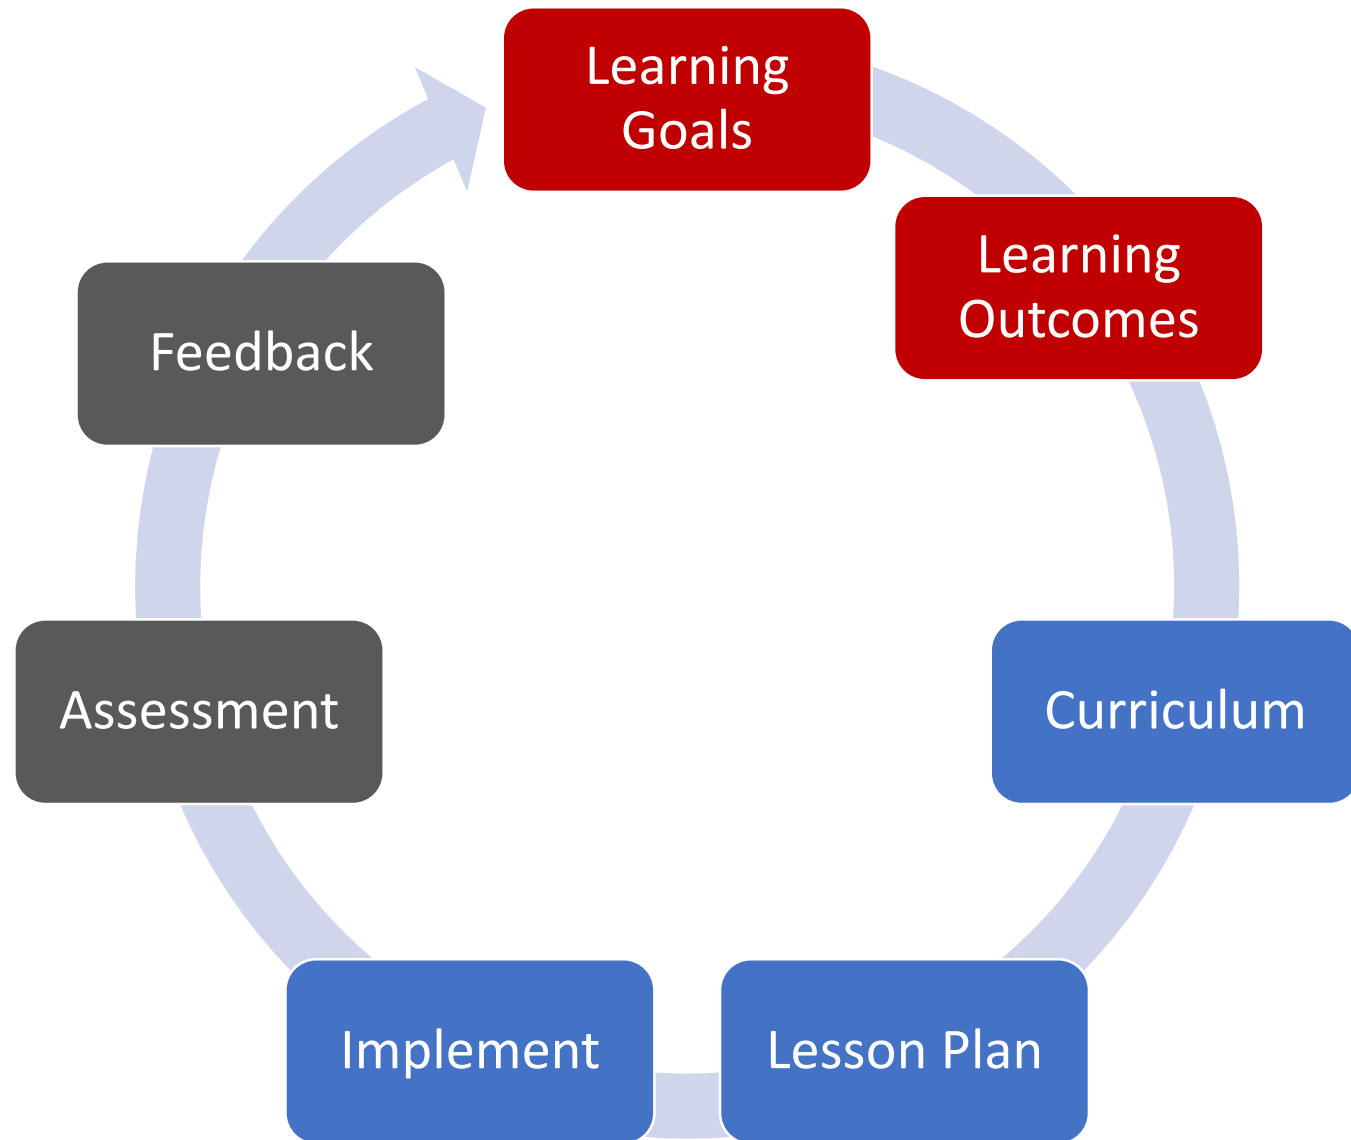 Learning
Goals
Learning
Outcomes
Curriculum
Lesson Plan
Implement
Assessment
Feedback